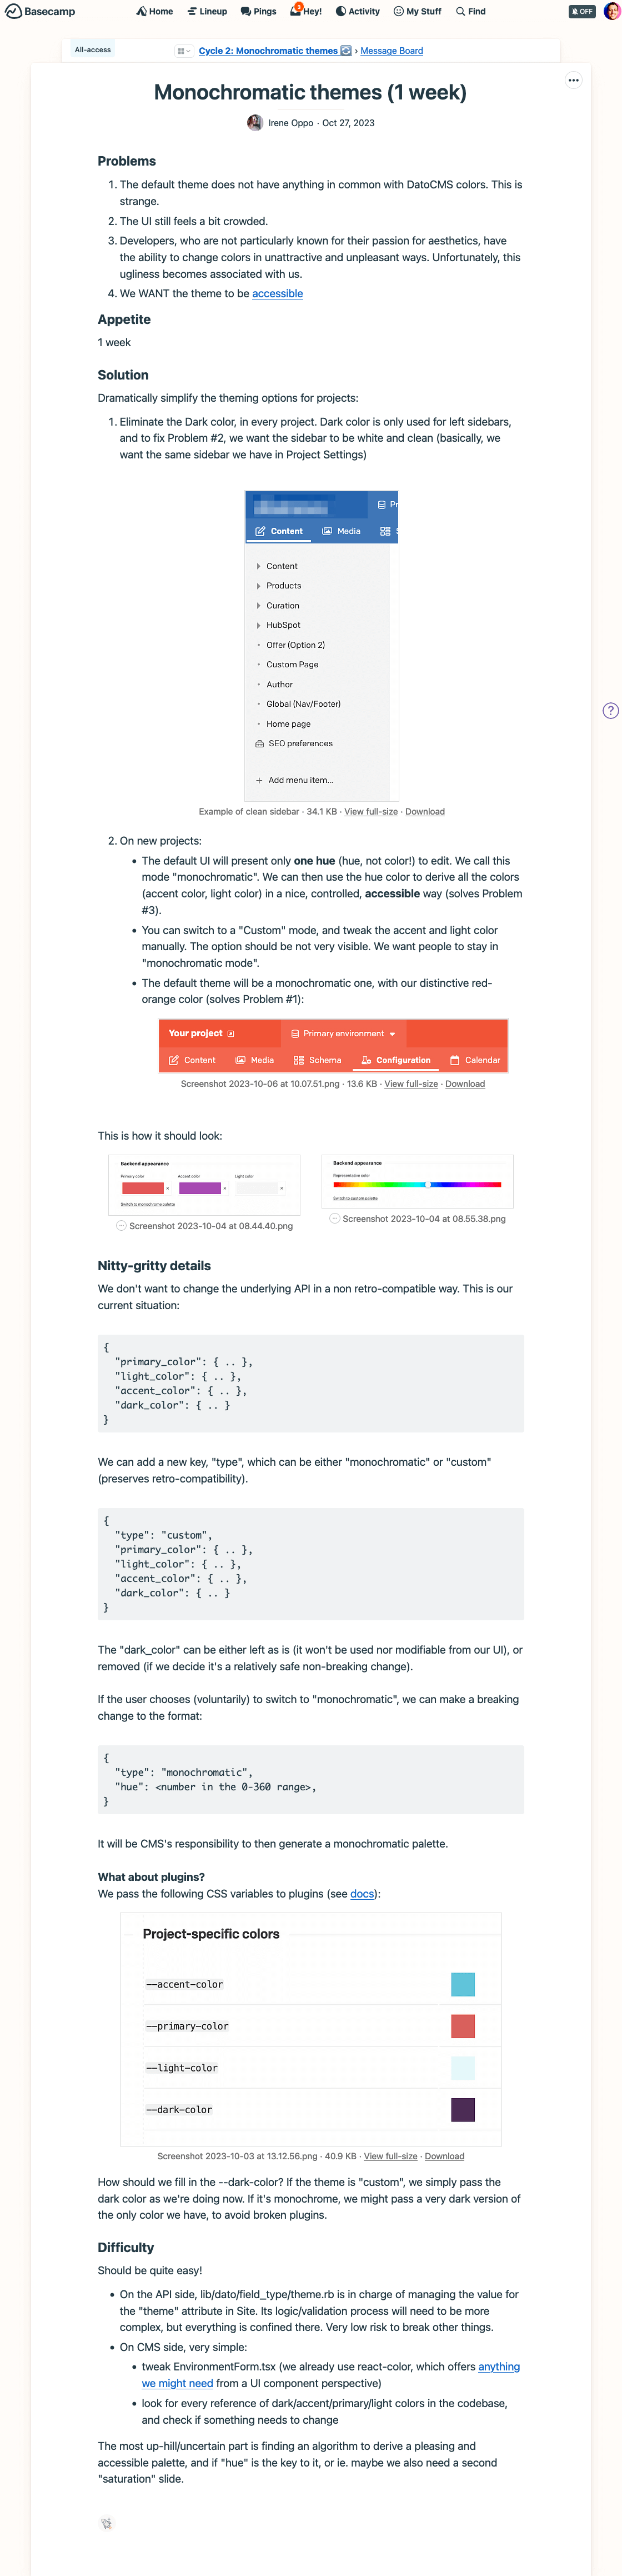 Basecamp
Home
Lineup
Pings
3
Hey!
Activity
My Stuff
Find
OFF
All-access
Cycle 2: Monochromatic themes › Message Board
Monochromatic themes (1 week)
Irene Oppo · Oct 27, 2023
Problems
1. The default theme does not have anything in common with DatoCMS colors. This is
strange.
2. The UI still feels a bit crowded.
3. Developers, who are not particularly known for their passion for aesthetics, have
the ability to change colors in unattractive and unpleasant ways. Unfortunately, this
ugliness becomes associated with us.
4. We WANT the theme to be accessible
Appetite
1 week
Solution
Dramatically simplify the theming options for projects:
1. Eliminate the Dark color, in every project. Dark color is only used for left sidebars,
and to fix Problem #2, we want the sidebar to be white and clean (basically, we
want the same sidebar we have in Project Settings)
Pr
Content
Media
S
Content
Products
Curation
HubSpot
Offer (Option 2)
Custom Page
Author
Global (Nav/Footer)
Home page
SEO preferences
+ Add menu item...
Example of clean sidebar · 34.1 KB · View full-size · Download
?
2. On new projects:
• The default UI will present only one hue (hue, not color!) to edit. We call this
mode "monochromatic". We can then use the hue color to derive all the colors
(accent color, light color) in a nice, controlled, accessible way (solves Problem
#3).
• You can switch to a "Custom" mode, and tweak the accent and light color
manually. The option should be not very visible. We want people to stay in
"monochromatic mode".
• The default theme will be a monochromatic one, with our distinctive red-
orange color (solves Problem #1):
Your project
Primary environment
Content
Media
Schema
Configuration
Calendar
Screenshot 2023-10-06 at 10.07.51.png · 13.6 KB · View full-size · Download
This is how it should look:
Backend appearance
Primary color
Accent color
Light color
Switch to monochrome palette
Screenshot 2023-10-04 at 08.44.40.png
Backend appearance
Representative color
Switch to custom palette
Screenshot 2023-10-04 at 08.55.38.png
Nitty-gritty details
We don't want to change the underlying API in a non retro-compatible way. This is our
current situation:
{
"primary_color": { .. },
"light_color": { .. },
"accent_color": { .. },
"dark_color": { .. }
}
We can add a new key, "type", which can be either "monochromatic" or "custom"
(preserves retro-compatibility).
{
"type": "custom",
"primary_color": { .. },
"light_color": { .. },
"accent_color": { .. },
"dark_color": { .. }
}
The "dark_color" can be either left as is (it won't be used nor modifiable from our UI), or
removed (if we decide it's a relatively safe non-breaking change).
If the user chooses (voluntarily) to switch to "monochromatic", we can make a breaking
change to the format:
{
"type": "monochromatic",
"hue": <number in the 0-360 range>,
}
It will be CMS's responsibility to then generate a monochromatic palette.
What about plugins?
We pass the following CSS variables to plugins (see docs):
Project-specific colors
--accent-color
--primary-color
--light-color
--dark-color
Screenshot 2023-10-03 at 13.12.56.png · 40.9 KB · View full-size · Download
How should we fill in the --dark-color? If the theme is "custom", we simply pass the
dark color as we're doing now. If it's monochrome, we might pass a very dark version of
the only color we have, to avoid broken plugins.
Difficulty
Should be quite easy!
• On the API side, lib/dato/field_type/theme.rb is in charge of managing the value for
the "theme" attribute in Site. Its logic/validation process will need to be more
complex, but everything is confined there. Very low risk to break other things.
• On CMS side, very simple:
• tweak EnvironmentForm.tsx (we already use react-color, which offers anything
we might need from a UI component perspective)
• look for every reference of dark/accent/primary/light colors in the codebase,
and check if something needs to change
The most up-hill/uncertain part is finding an algorithm to derive a pleasing and
accessible palette, and if "hue" is the key to it, or ie. maybe we also need a second
"saturation" slide.